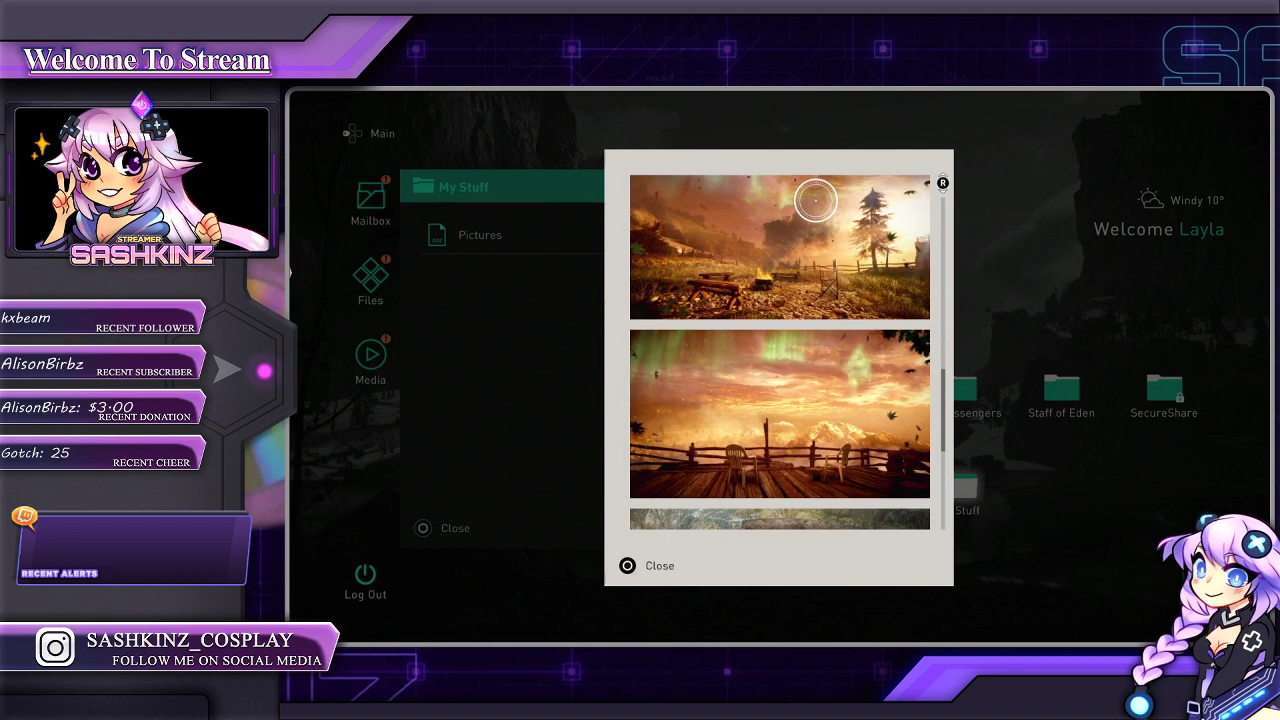 Welcome To Stream
STREAMER
SASHKINZ
kxbeam
RECENT FOLLOWER
AlisonBirbz
RECENT SUBSCRIBER
AlisonBirbz: $3.00
RECENT DONATION
Gotch: 25
RECENT CHEER
RECENT ALERTS
SASHKINZ_COSPLAY
FOLLOW ME ON SOCIAL MEDIA
Main
Mailbox
Files
Media
Log Out
My Stuff
Pictures
Close
R
Close
Windy 10°
Welcome Layla
ssengers
Staff of Eden
SecureShare
Stuff